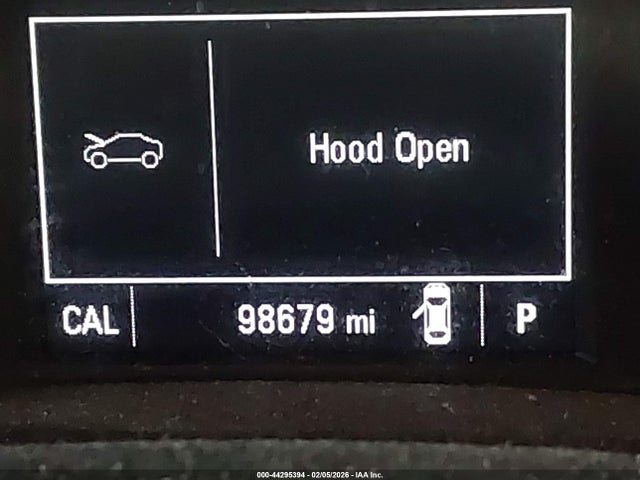 Hood Open
CAL 98679 mi P
000-44295394 - 02/05/2026 - IAA Inc.